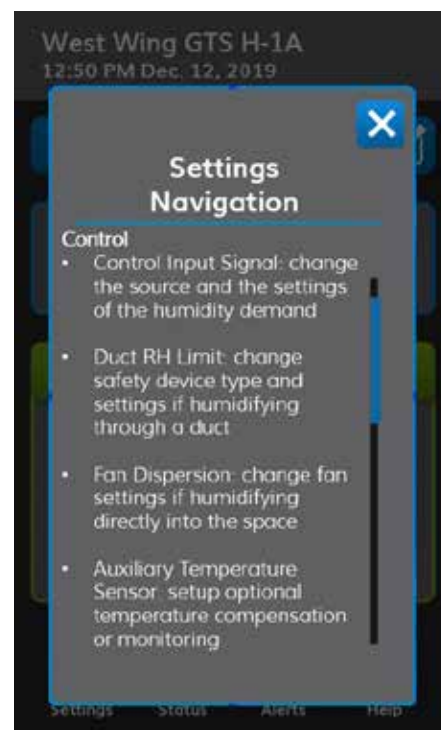 West Wing GTS H-1A
12:50 PM Dec. 12, 2019
Settings
Navigation
Control
• Control Input Signal: change
the source and the settings
of the humidity demand
• Duct RH Limit: change
safety device type and
settings if humidifying
through a duct
• Fan Dispersion: change fan
settings if humidifying
directly into the space
• Auxiliary Temperature
Sensor: setup optional
temperature compensation
or monitoring
Settings Status Alerts Help